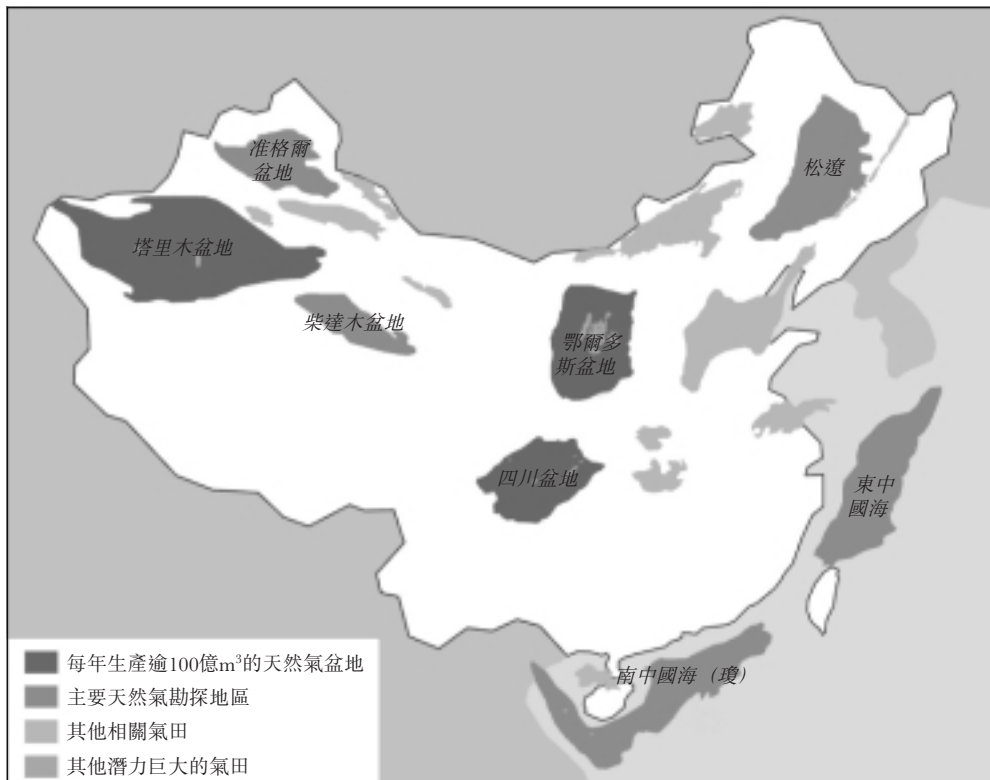 准格爾
盆地
松遼
塔里木盆地
柴達木盆地
鄂爾多
斯盆地
四川盆地
東中
國海
南中國海（瓊）
每年生產逾100億m³的天然氣盆地
主要天然氣勘探地區
其他相關氣田
其他潛力巨大的氣田